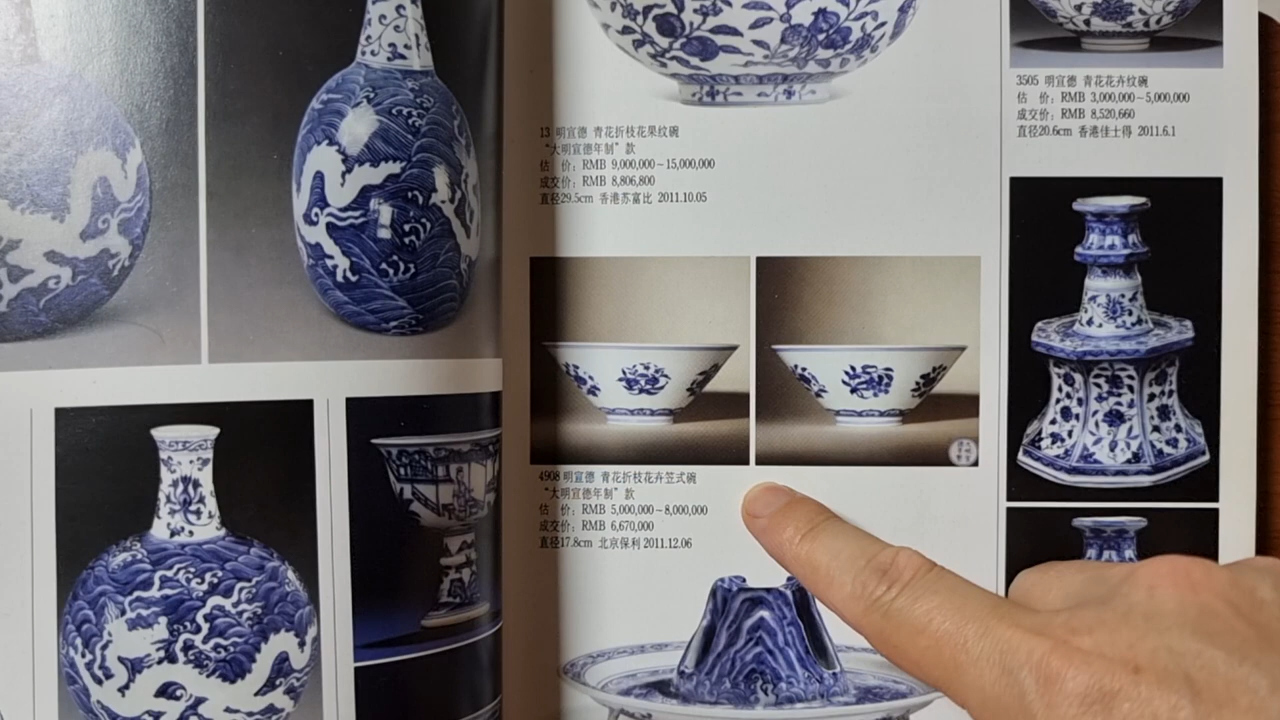 13 明宣德 青花折枝花果纹碗
“大明宣德年制”款
估 价：RMB 9,000,000~15,000,000
成交价：RMB 8,806,800
直径29.5cm 香港苏富比 2011.10.05
4908 明宣德 青花折枝花卉笠式碗
“大明宣德年制”款
估 价：RMB 5,000,000~8,000,000
成交价：RMB 6,670,000
直径17.8cm 北京保利 2011.12.06
3505 明宣德 青花花卉纹碗
估 价：RMB 3,000,000~5,000,000
成交价：RMB 8,520,660
直径20.6cm 香港佳士得 2011.6.1